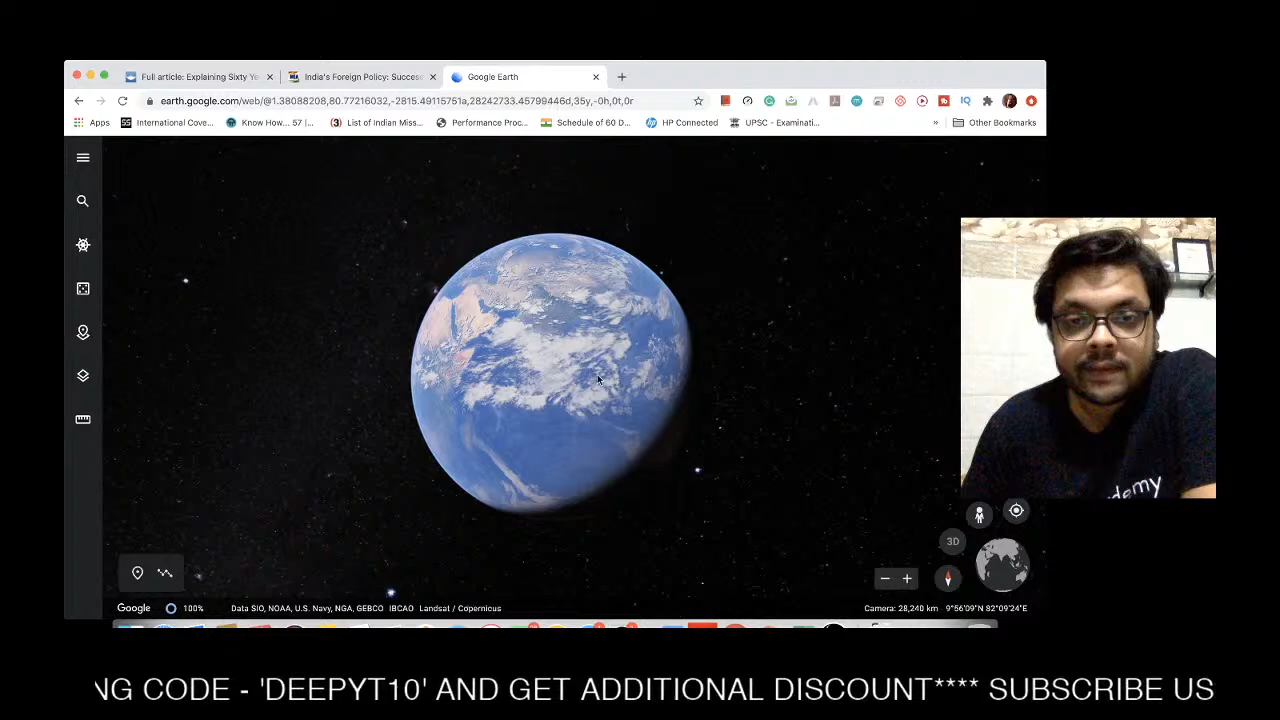 Full article: Explaining Sixty Ye
India's Foreign Policy: Success
Google Earth
earth.google.com/web/@1.38088208,80.77216032,-2815.49115751a,28242733.45799446d,35y,-0h,0t,0r
Apps
International Cove...
Know How... 57 |...
List of Indian Miss...
Performance Proc...
Schedule of 60 D...
HP Connected
UPSC - Examinati...
» Other Bookmarks
demy
3D
Google 100% Data SIO, NOAA, U.S. Navy, NGA, GEBCO IBCAO Landsat / Copernicus
Camera: 28,240 km 9°56'09"N 82°09'24"E
NG CODE - 'DEEPYT10' AND GET ADDITIONAL DISCOUNT**** SUBSCRIBE US